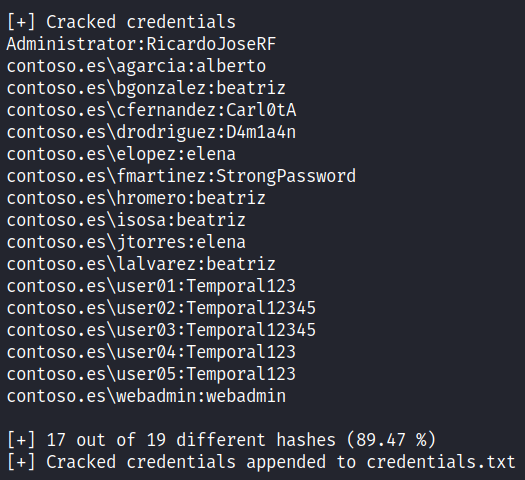 [+] Cracked credentials
Administrator:RicardoJoseRF
contoso.es\agarcia:alberto
contoso.es\bgonzalez:beatriz
contoso.es\cfernandez:Carl0tA
contoso.es\drodriguez:D4m1a4n
contoso.es\elopez:elena
contoso.es\fmartinez:StrongPassword
contoso.es\hromero:beatriz
contoso.es\isosa:beatriz
contoso.es\jtorres:elena
contoso.es\lalvarez:beatriz
contoso.es\user01:Temporal123
contoso.es\user02:Temporal12345
contoso.es\user03:Temporal12345
contoso.es\user04:Temporal123
contoso.es\user05:Temporal123
contoso.es\webadmin:webadmin
[+] 17 out of 19 different hashes (89.47 %)
[+] Cracked credentials appended to credentials.txt